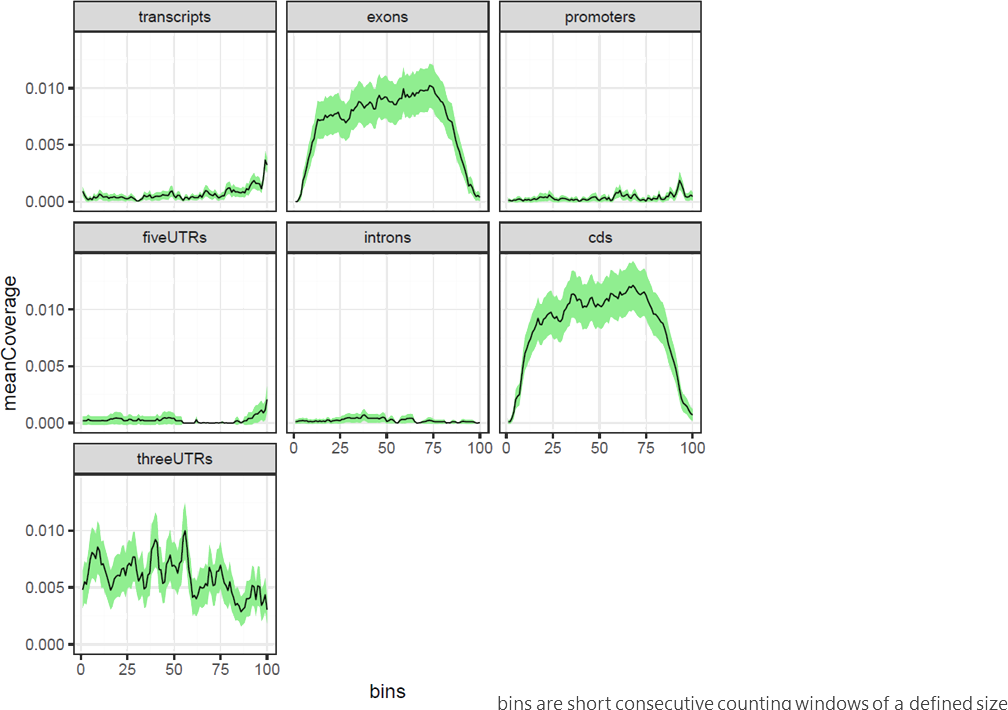 transcripts exons promoters
0.010
0.005
0.000
fiveUTRs introns cds
0.010
0.005
0.000
0 25 50 75 100 0 25 50 75 100
threeUTRs
0.010
0.005
0.000
0 25 50 75 100
meanCoverage
bins
bins are short consecutive counting windows of a defined size